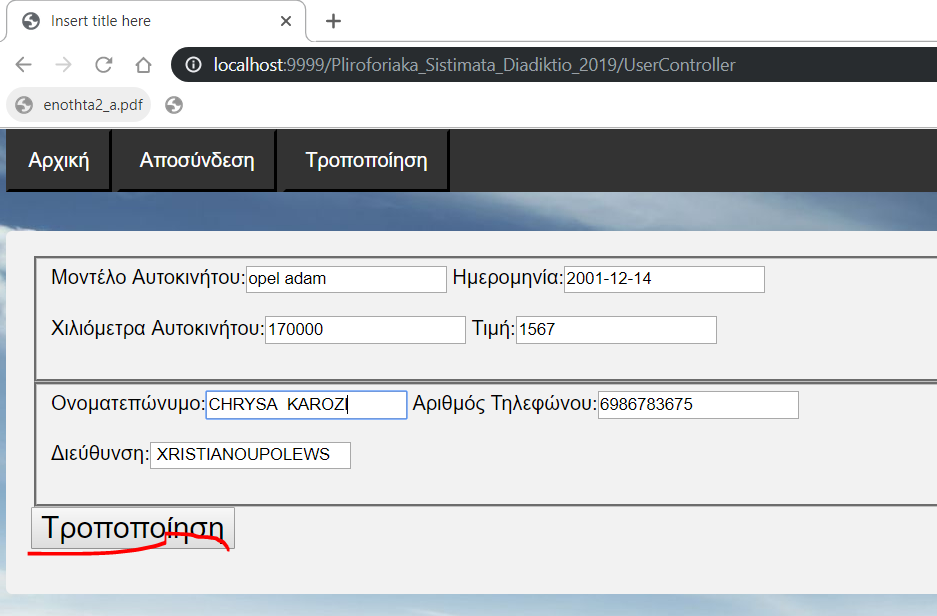 Insert title here
localhost:9999/Pliroforiaka_Sistimata_Diadiktio_2019/UserController
enothta2_a.pdf
Αρχική Αποσύνδεση Τροποποίηση
Μοντέλο Αυτοκινήτου: opel adam Ημερομηνία: 2001-12-14
Χιλιόμετρα Αυτοκινήτου: 170000 Τιμή: 1567
Ονοματεπώνυμο: CHRYSA KAROZI Αριθμός Τηλεφώνου: 6986783675
Διεύθυνση: XRISTIANOUPOLEWS
Τροποποίηση